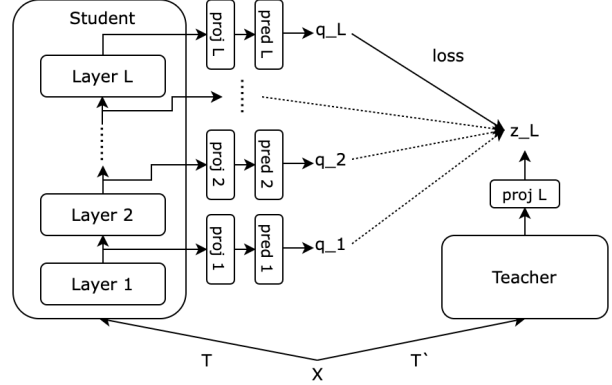 Student
Layer L
proj L
pred L
q_L
loss
z_L
Layer 2
proj 2
pred 2
q_2
proj L
Layer 1
proj 1
pred 1
q_1
Teacher
T
T`
X